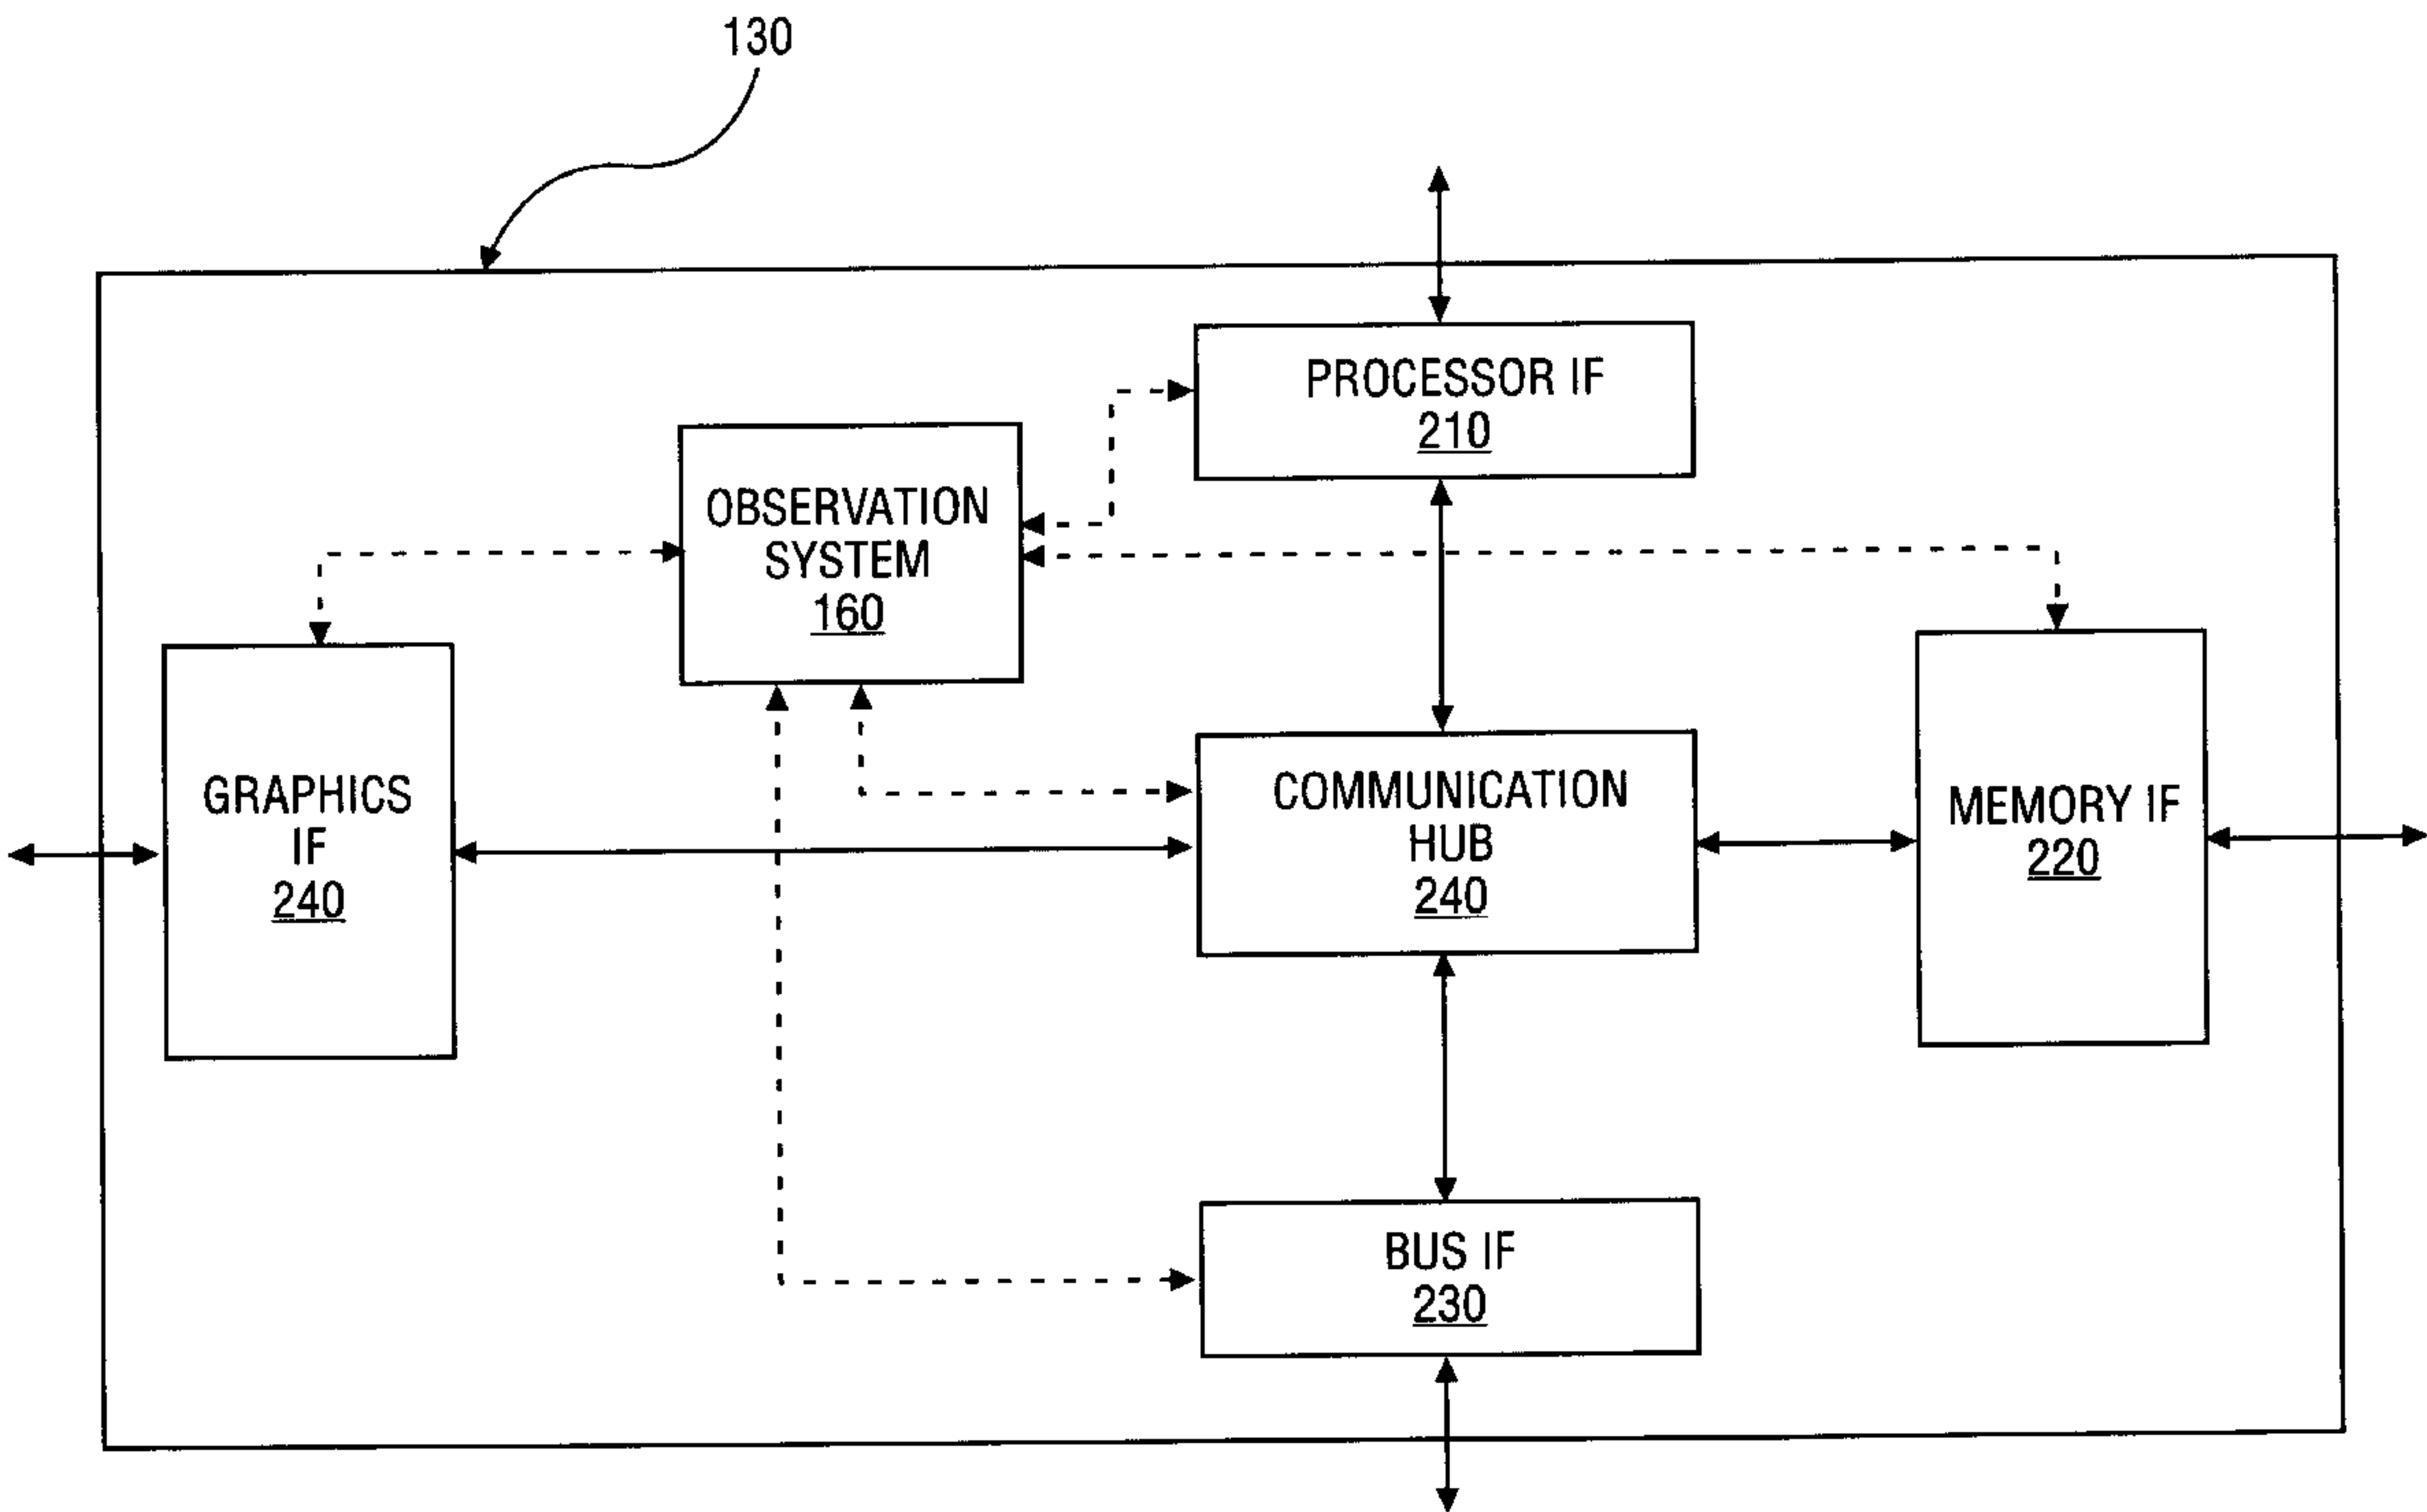 130
PROCESSOR IF
210
OBSERVATION
SYSTEM
160
GRAPHICS
IF
240
COMMUNICATION
HUB
240
MEMORY IF
220
BUS IF
230